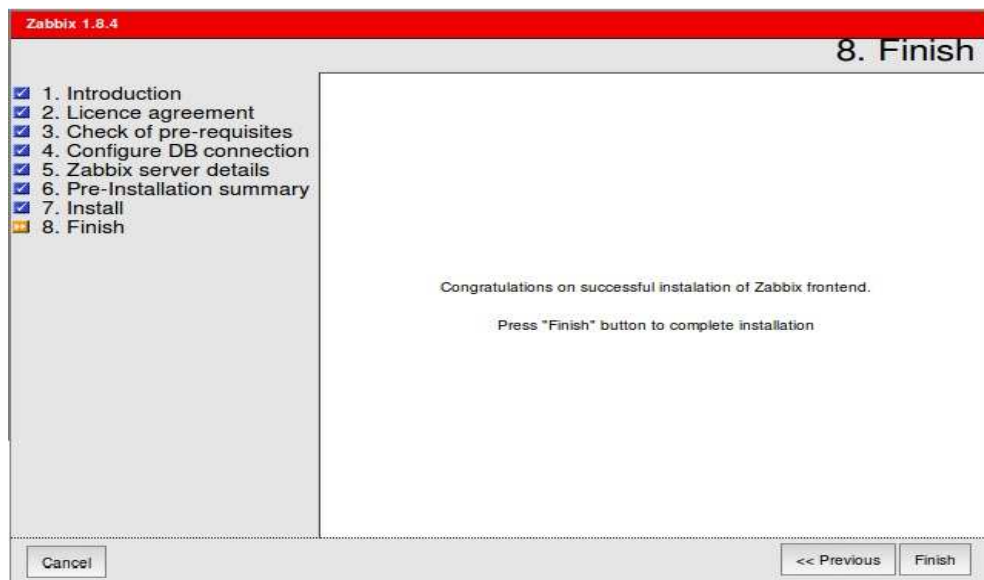 Zabbix 1.8.4
8. Finish
1. Introduction
2. Licence agreement
3. Check of pre-requisites
4. Configure DB connection
5. Zabbix server details
6. Pre-Installation summary
7. Install
8. Finish
Congratulations on successful instalation of Zabbix frontend.
Press "Finish" button to complete installation
Cancel
<< Previous
Finish